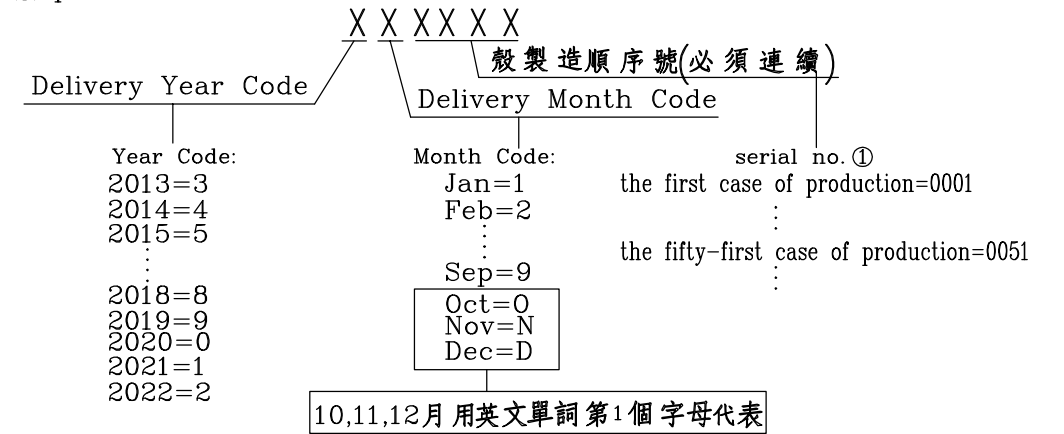 X X XX X X
殼製造順序號(必須連續)
Delivery Year Code
Delivery Month Code
Year Code:
2013=3
2014=4
2015=5
2018=8
2019=9
2020=0
2021=1
2022=2
Month Code:
Jan=1
Feb=2
Sep=9
Oct=O
Nov=N
Dec=D
10,11,12月用英文單詞第1個字母代表
serial no.①
the first case of production=0001
the fifty-first case of production=0051